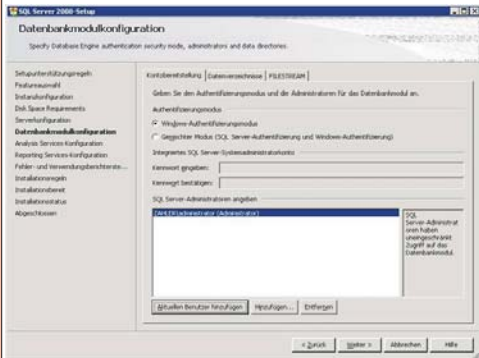 SQL Server 2008-Setup
Datenbankmodulkonfiguration
Specify Database Engine authentication security mode, administrators and data directories.
Setupunterstützungsregeln
Featureauswahl
Instanzkonfiguration
Disk Space Requirements
Serverkonfiguration
Datenbankmodulkonfiguration
Analysis Services-Konfiguration
Reporting Services-Konfiguration
Fehler- und Verwendungsberichterste...
Installationsregeln
Installationsbereit
Installationsstatus
Abgeschlossen
Kontobereitstellung
Datenverzeichnisse
FILESTREAM
Geben Sie den Authentifizierungsmodus und die Administratoren für das Datenbankmodul an.
Authentifizierungsmodus
Windows-Authentifizierungsmodus
Gemischter Modus (SQL Server-Authentifizierung und Windows-Authentifizierung)
Integriertes SQL Server-Systemadministratorkonto
Kennwort eingeben:
Kennwort bestätigen:
SQL Server-Administratoren angeben
ZAHLER\administrator (Administrator)
SQL
Server-Administrat
oren haben
uneingeschränkt
Zugriff auf das
Datenbankmodul.
Aktuellen Benutzer hinzufügen
Hinzufügen...
Entfernen
< Zurück
Weiter >
Abbrechen
Hilfe